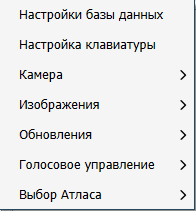 Настройки базы данных
Настройка клавиатуры
Камера
Изображения
Обновления
Голосовое управление
Выбор Атласа